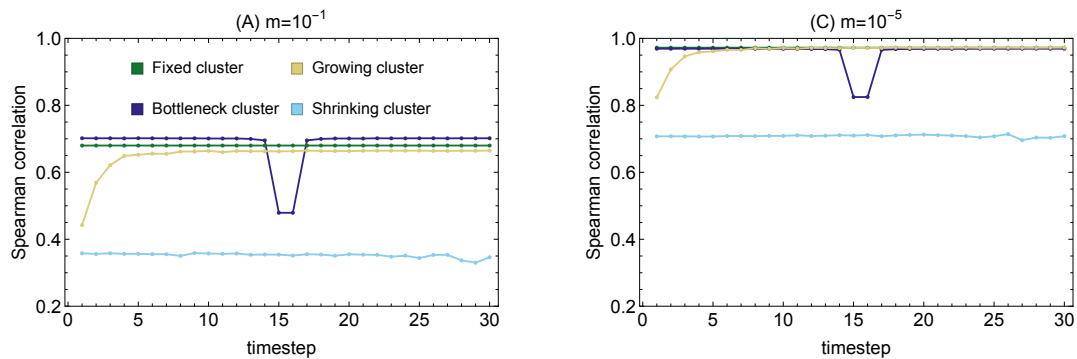 (A) m=10⁻¹
1.0
0.8
0.6
0.4
0.2
Spearman correlation
Fixed cluster
Growing cluster
Bottleneck cluster
Shrinking cluster
0 5 10 15 20 25 30
timestep
(C) m=10⁻⁵
1.0
0.8
0.6
0.4
0.2
Spearman correlation
0 5 10 15 20 25 30
timestep